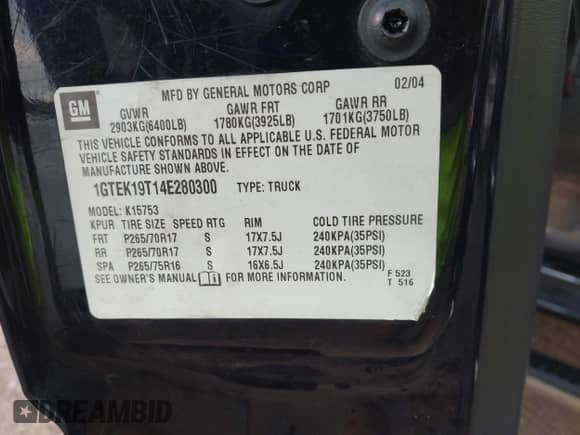 GM
MFD BY GENERAL MOTORS CORP 02/04
GVWR GAWR FRT GAWR RR
2903KG(6400LB) 1780KG(3925LB) 1701KG(3750LB)
THIS VEHICLE CONFORMS TO ALL APPLICABLE U.S. FEDERAL MOTOR
VEHICLE SAFETY STANDARDS IN EFFECT ON THE DATE OF
MANUFACTURE SHOWN ABOVE.
1GTEK19T14E280300 TYPE: TRUCK
MODEL: K15753
KPUR TIRE SIZE SPEED RTG RIM COLD TIRE PRESSURE
FRT P265/70R17 S 17X7.5J 240KPA(35PSI)
RR P265/70R17 S 17X7.5J 240KPA(35PSI)
SPA P265/75R16 S 16X6.5J 240KPA(35PSI)
SEE OWNER'S MANUAL FOR MORE INFORMATION.
F 523
T 516
DREAMBID